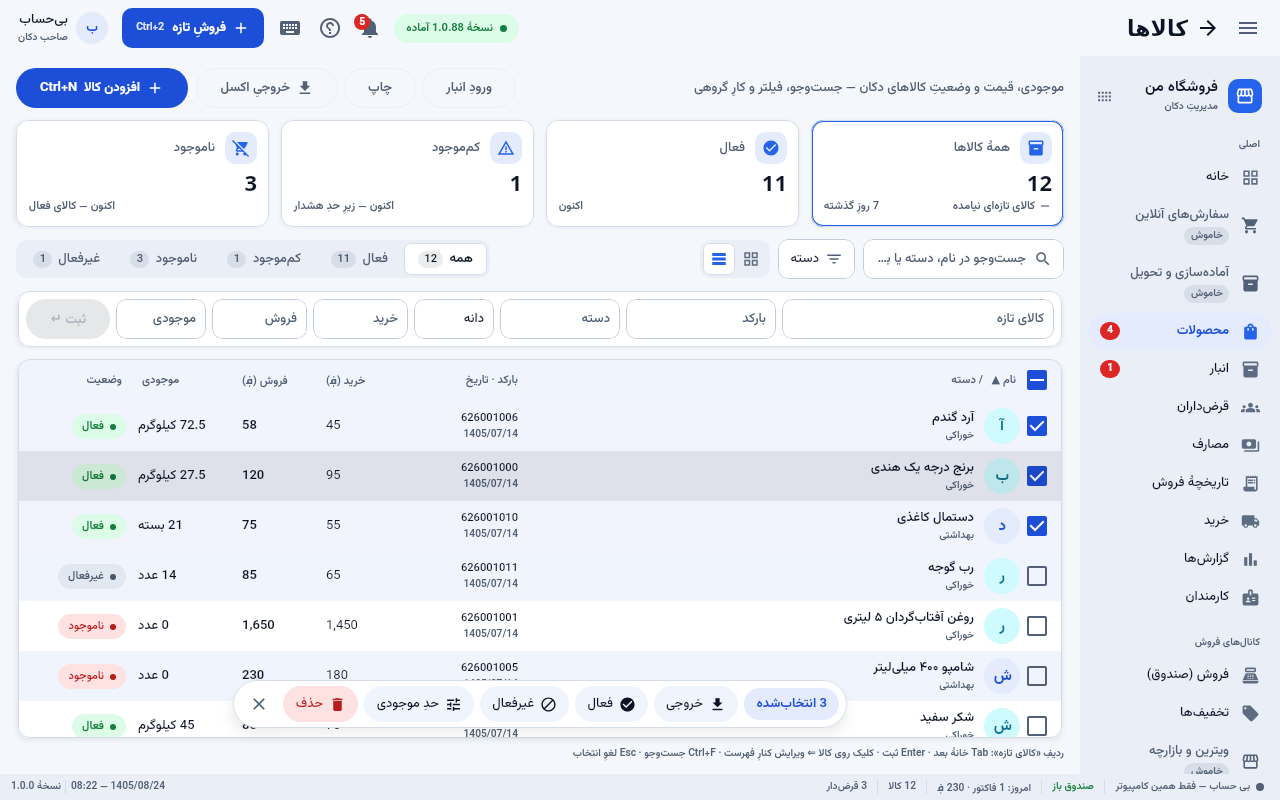 کالاها
نسخهٔ 1.0.88 آماده
5
فروشِ تازه Ctrl+2
ب
بی‌حساب
صاحب دکان
فروشگاه من
مدیریت دکان
اصلی
خانه
سفارش‌های آنلاین
خاموش
آماده‌سازی و تحویل
خاموش
محصولات
4
انبار
1
قرض‌داران
مصارف
تاریخچهٔ فروش
خرید
گزارش‌ها
کارمندان
کانال‌های فروش
فروش (صندوق)
تخفیف‌ها
ویترین و بازارچه
خاموش
موجودی، قیمت و وضعیتِ کالاهای دکان — جست‌وجو، فیلتر و کارِ گروهی
ورود انبار
چاپ
خروجیِ اکسل
افزودن کالا Ctrl+N
همهٔ کالاها
12
— کالای تازه‌ای نیامده
7 روز گذشته
فعال
11
اکنون
کم‌موجود
1
اکنون — زیرِ حدِ هشدار
ناموجود
3
اکنون — کالای فعال
جست‌وجو در نام، دسته یا ب...
دسته
همه 12
فعال 11
کم‌موجود 1
ناموجود 3
غیرفعال 1
کالای تازه
بارکد
دسته
دانه
خرید
فروش
موجودی
ثبت ↵
نام ▲ / دسته
بارکد · تاریخ
خرید (؋)
فروش (؋)
موجودی
وضعیت
آ
آرد گندم
خوراکی
626001006
1405/07/14
45
58
72.5 کیلوگرم
فعال
ب
برنج درجه یک هندی
خوراکی
626001000
1405/07/14
95
120
27.5 کیلوگرم
فعال
د
دستمال کاغذی
بهداشتی
626001010
1405/07/14
55
75
21 بسته
فعال
ر
رب گوجه
خوراکی
626001011
1405/07/14
65
85
14 عدد
غیرفعال
ر
روغن آفتاب‌گردان ۵ لیتری
خوراکی
626001001
1405/07/14
1,450
1,650
0 عدد
ناموجود
ش
شامپو ۴۰۰ میلی‌لیتر
بهداشتی
626001005
180
230
0 عدد
ناموجود
ش
شکر سفید
خوراکی
1405/07/14
45 کیلوگرم
فعال
3 انتخاب‌شده
خروجی
فعال
غیرفعال
حدِ موجودی
حذف
ردیفِ «کالای تازه»: Tab خانهٔ بعد · Enter ثبت · کلیک روی کالا ⇐ ویرایش کنارِ فهرست · Ctrl+F جست‌وجو · Esc لغوِ انتخاب
بی حساب — فقط همین کامپیوتر
صندوق باز
امروز: 1 فاکتور · 230 ؋
12 کالا
3 قرض‌دار
1405/08/24 — 08:22
نسخهٔ 1.0.0